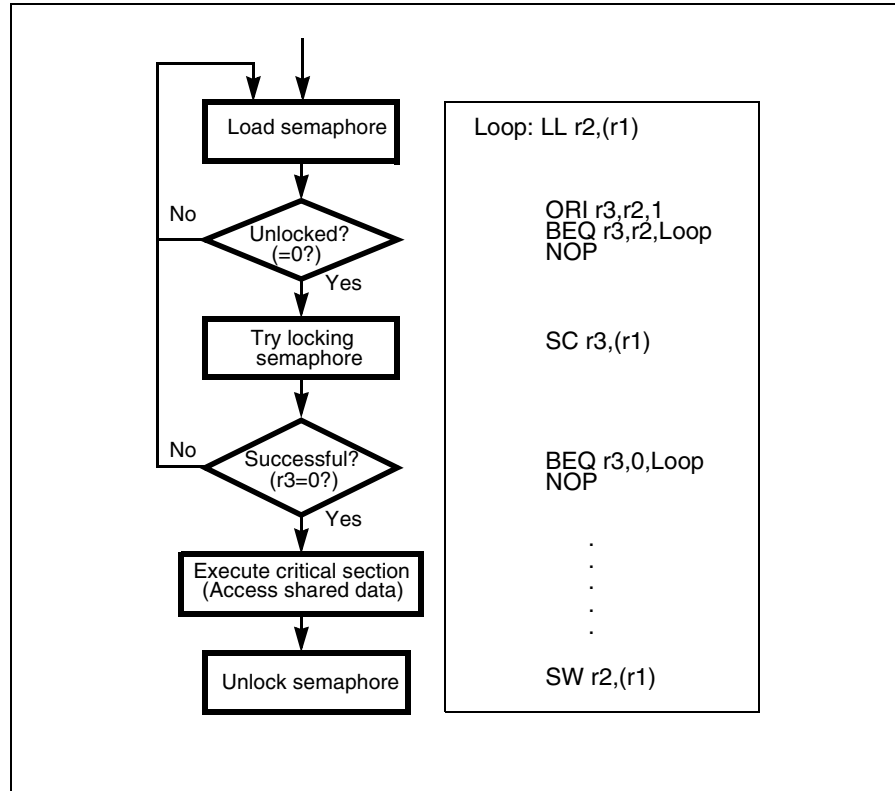 Load semaphore
Loop: LL r2,(r1)
No
Unlocked?
(=0?)
Yes
ORI r3,r2,1
BEQ r3,r2,Loop
NOP
Try locking
semaphore
SC r3,(r1)
No
Successful?
(r3=0?)
Yes
BEQ r3,0,Loop
NOP
.
.
.
.
.
Execute critical section
(Access shared data)
Unlock semaphore
SW r2,(r1)